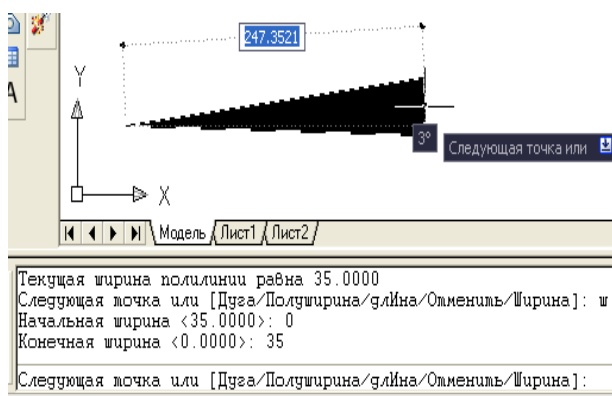 247.3521
A
Y
3°
Следующая точка или
X
Модель Лист1 Лист2
Текущая ширина полилинии равна 35.0000
Следующая точка или [Дуга/Полуширина/длИна/Отменить/Ширина]: ш
Начальная ширина <35.0000>: 0
Конечная ширина <0.0000>: 35
Следующая точка или [Дуга/Полуширина/длИна/Отменить/Ширина]: